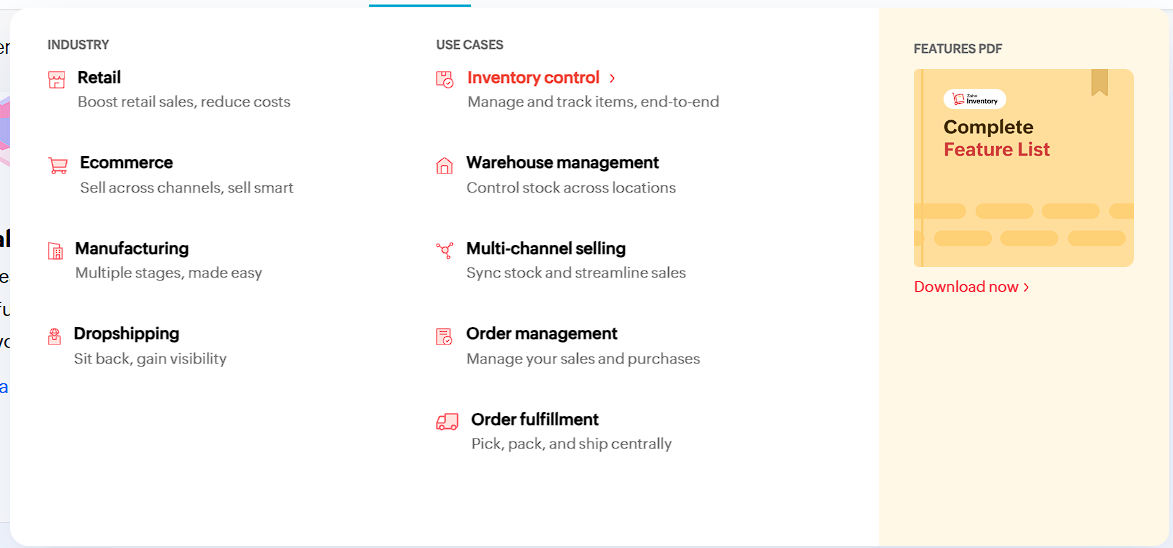 INDUSTRY
Retail
Boost retail sales, reduce costs
Ecommerce
Sell across channels, sell smart
Manufacturing
Multiple stages, made easy
Dropshipping
Sit back, gain visibility
USE CASES
Inventory control >
Manage and track items, end-to-end
Warehouse management
Control stock across locations
Multi-channel selling
Sync stock and streamline sales
Order management
Manage your sales and purchases
Order fulfillment
Pick, pack, and ship centrally
FEATURES PDF
Zoho
Inventory
Complete
Feature List
Download now >